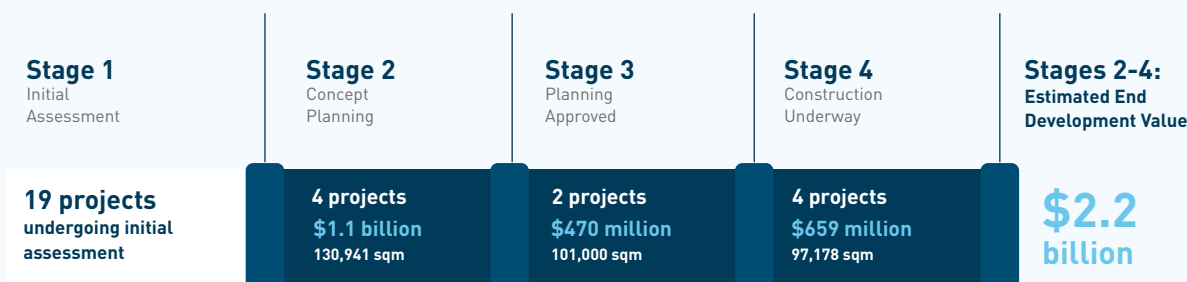 Stage 1
Initial
Assessment
Stage 2
Concept
Planning
Stage 3
Planning
Approved
Stage 4
Construction
Underway
Stages 2-4:
Estimated End
Development Value
19 projects
undergoing initial
assessment
4 projects
$1.1 billion
130,941 sqm
2 projects
$470 million
101,000 sqm
4 projects
$659 million
97,178 sqm
$2.2
billion